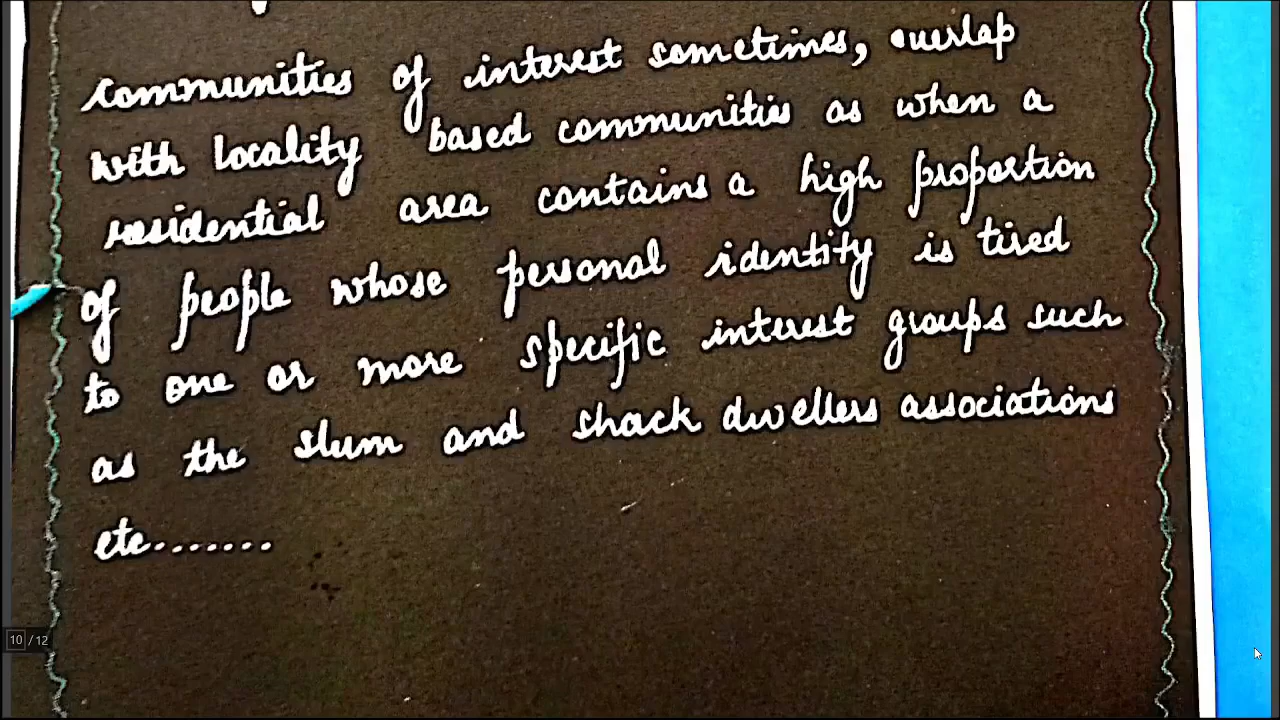 communities of interest sometimes, overlap
with locality based communities as when a
residential area contains a high proportion
of people whose personal identity is tired
to one or more specific interest groups such
as the slum and shack dwellers associations
etc.......
10 / 12